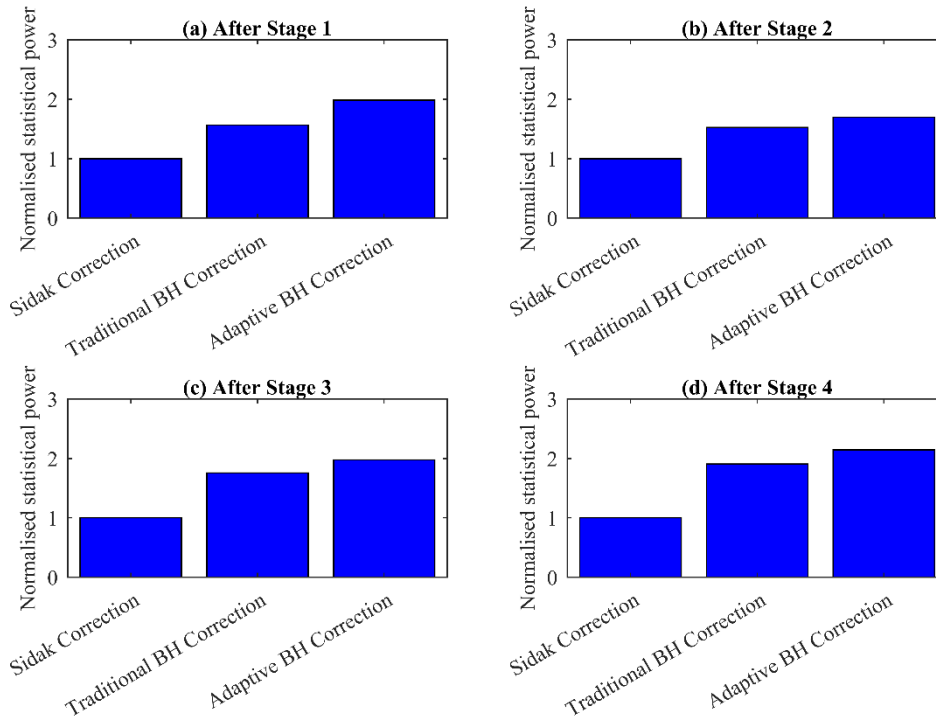 (a) After Stage 1
Normalised statistical power
3
2
1
0
Sidak Correction
Traditional BH Correction
Adaptive BH Correction
(b) After Stage 2
Normalised statistical power
3
2
1
0
Sidak Correction
Traditional BH Correction
Adaptive BH Correction
(c) After Stage 3
Normalised statistical power
3
2
1
0
Sidak Correction
Traditional BH Correction
Adaptive BH Correction
(d) After Stage 4
Normalised statistical power
3
2
1
0
Sidak Correction
Traditional BH Correction
Adaptive BH Correction